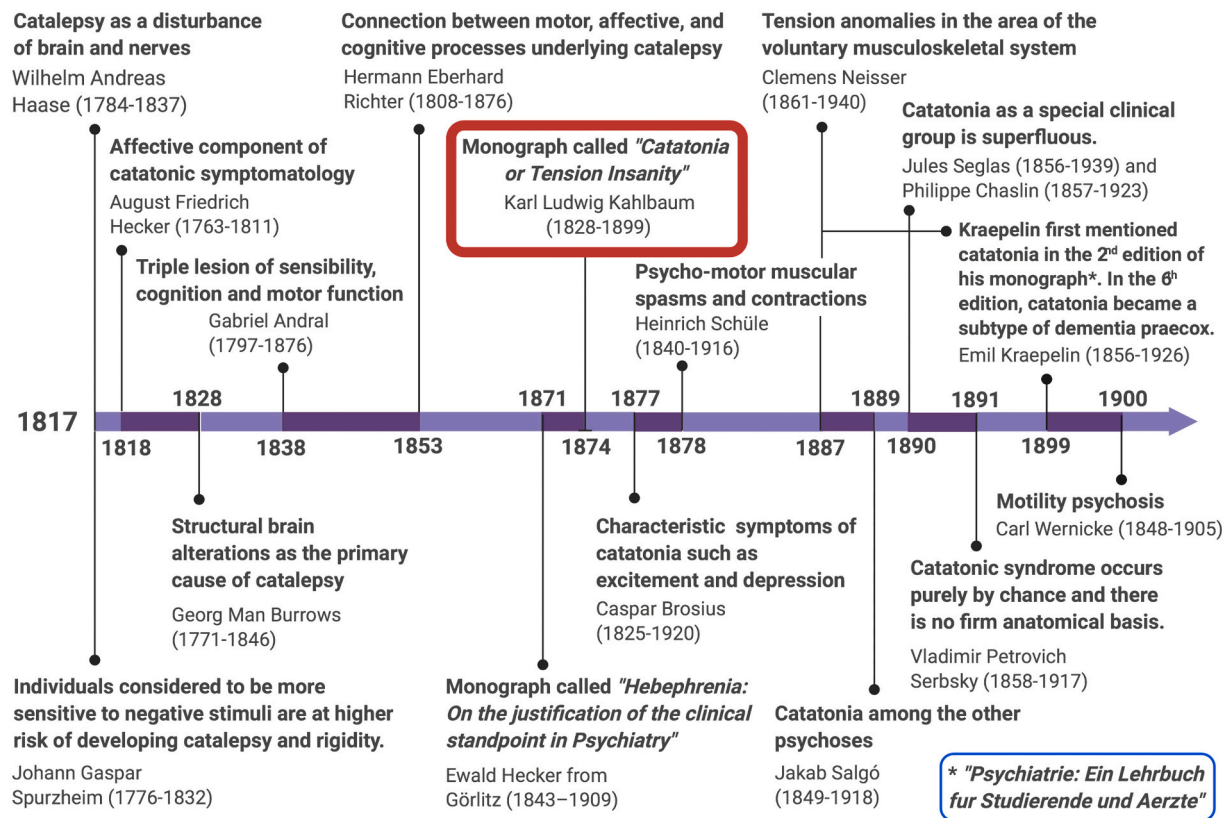 Catalepsy as a disturbance
of brain and nerves
Wilhelm Andreas
Haase (1784-1837)
Connection between motor, affective, and
cognitive processes underlying catalepsy
Hermann Eberhard
Richter (1808-1876)
Tension anomalies in the area of the
voluntary musculoskeletal system
Clemens Neisser
(1861-1940)
Affective component of
catatonic symptomatology
August Friedrich
Hecker (1763-1811)
Monograph called "Catatonia
or Tension Insanity"
Karl Ludwig Kahlbaum
(1828-1899)
Catatonia as a special clinical
group is superfluous.
Jules Seglas (1856-1939) and
Philippe Chaslin (1857-1923)
Triple lesion of sensibility,
cognition and motor function
Gabriel Andral
(1797-1876)
Psycho-motor muscular
spasms and contractions
Heinrich Schüle
(1840-1916)
Kraepelin first mentioned
catatonia in the 2nd edition of
his monograph*. In the 6th
edition, catatonia became a
subtype of dementia praecox.
Emil Kraepelin (1856-1926)
1817
1828
1871
1877
1889
1891
1900
1818
1838
1853
1874
1878
1887
1890
1899
Structural brain
alterations as the primary
cause of catalepsy
Georg Man Burrows
(1771-1846)
Characteristic symptoms of
catatonia such as
excitement and depression
Caspar Brosius
(1825-1920)
Motility psychosis
Carl Wernicke (1848-1905)
Catatonic syndrome occurs
purely by chance and there
is no firm anatomical basis.
Vladimir Petrovich
Serbsky (1858-1917)
Individuals considered to be more
sensitive to negative stimuli are at higher
risk of developing catalepsy and rigidity.
Johann Gaspar
Spurzheim (1776-1832)
Monograph called "Hebephrenia:
On the justification of the clinical
standpoint in Psychiatry"
Ewald Hecker from
Görlitz (1843–1909)
Catatonia among the other
psychoses
Jakab Salgó
(1849-1918)
* "Psychiatrie: Ein Lehrbuch
fur Studierende und Aerzte"